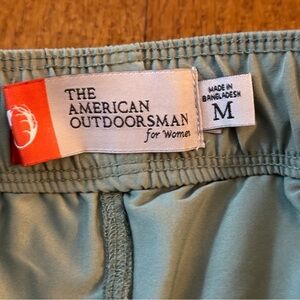 THE
AMERICAN
OUTDOORSMAN
for Women
MADE IN
BANGLADESH
M